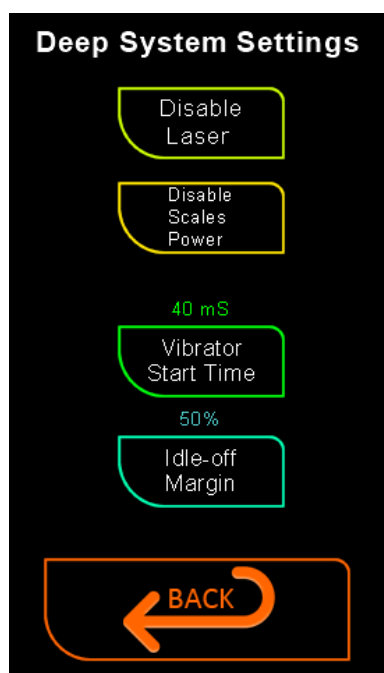 Deep System Settings
Disable
Laser
Disable
Scales
Power
40 mS
Vibrator
Start Time
50%
Idle-off
Margin
BACK